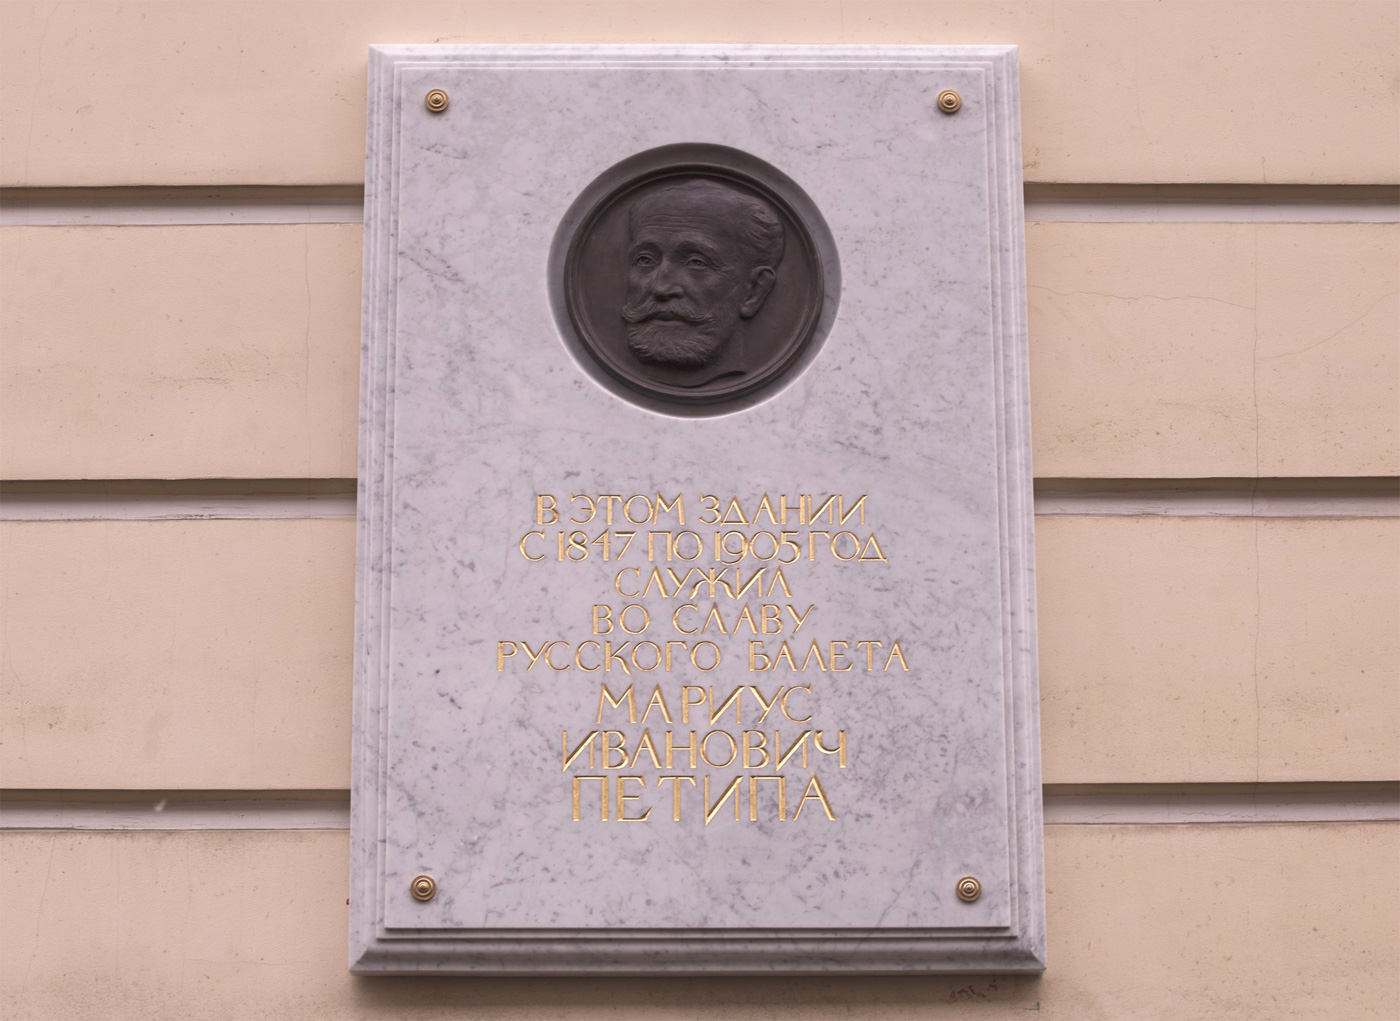 В ЭТОМ ЗДАНИИ
С 1847 ПО 1905 ГОД
СЛУЖИЛ
ВО СЛАВУ
РУССКОГО БАЛЕТА
МАРИУС
ИВАНОВИЧ
ПЕТИПА